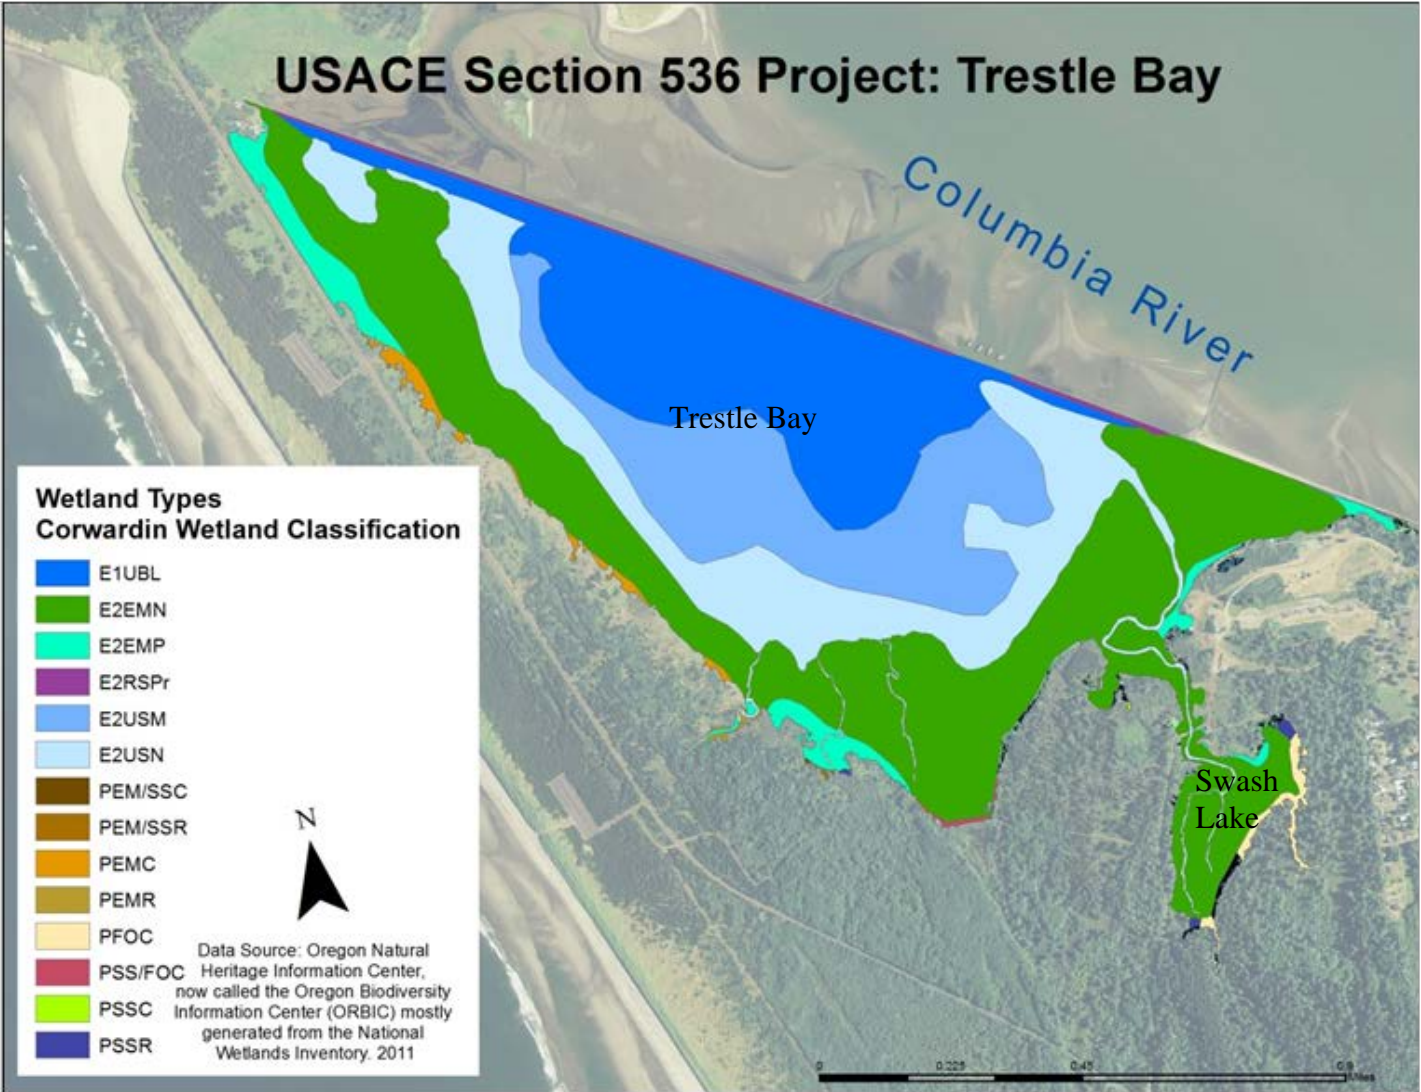 USACE Section 536 Project: Trestle Bay
Columbia River
Trestle Bay
Wetland Types
Corwardin Wetland Classification
E1UBL
E2EMN
E2EMP
E2RSPr
E2USM
E2USN
PEM/SSC
PEM/SSR
PEMC
PEMR
PFOC
PSS/FOC
PSSC
PSSR
N
Data Source: Oregon Natural
Heritage Information Center,
now called the Oregon Biodiversity
Information Center (ORBIC) mostly
generated from the National
Wetlands Inventory. 2011
Swash
Lake
0 0.225 0.45 0.9
Miles